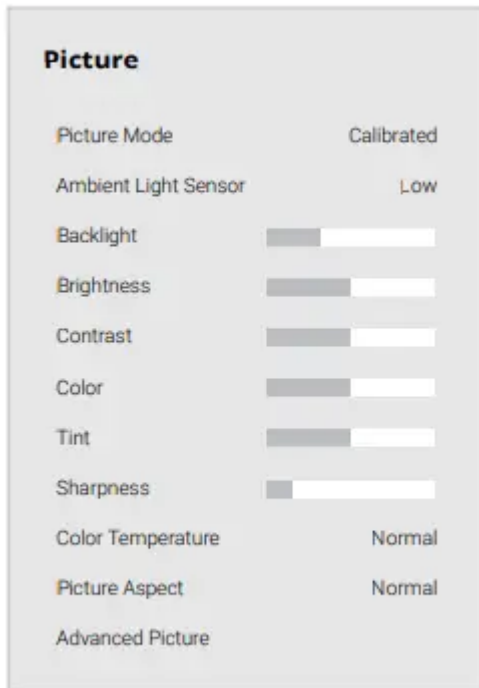 Picture
Picture Mode Calibrated
Ambient Light Sensor Low
Backlight
Brightness
Contrast
Color
Tint
Sharpness
Color Temperature Normal
Picture Aspect Normal
Advanced Picture